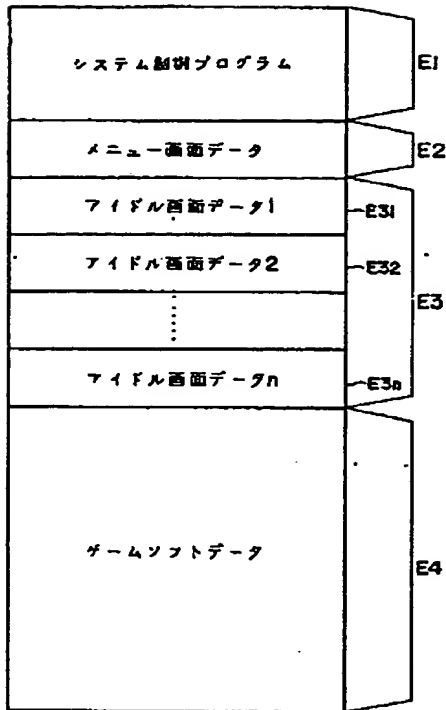 システム制御プログラム
E1
メニュー画面データ
E2
アイドル画面データ1
E31
アイドル画面データ2
E32
E3
アイドル画面データn
E3n
ゲームソフトデータ
E4